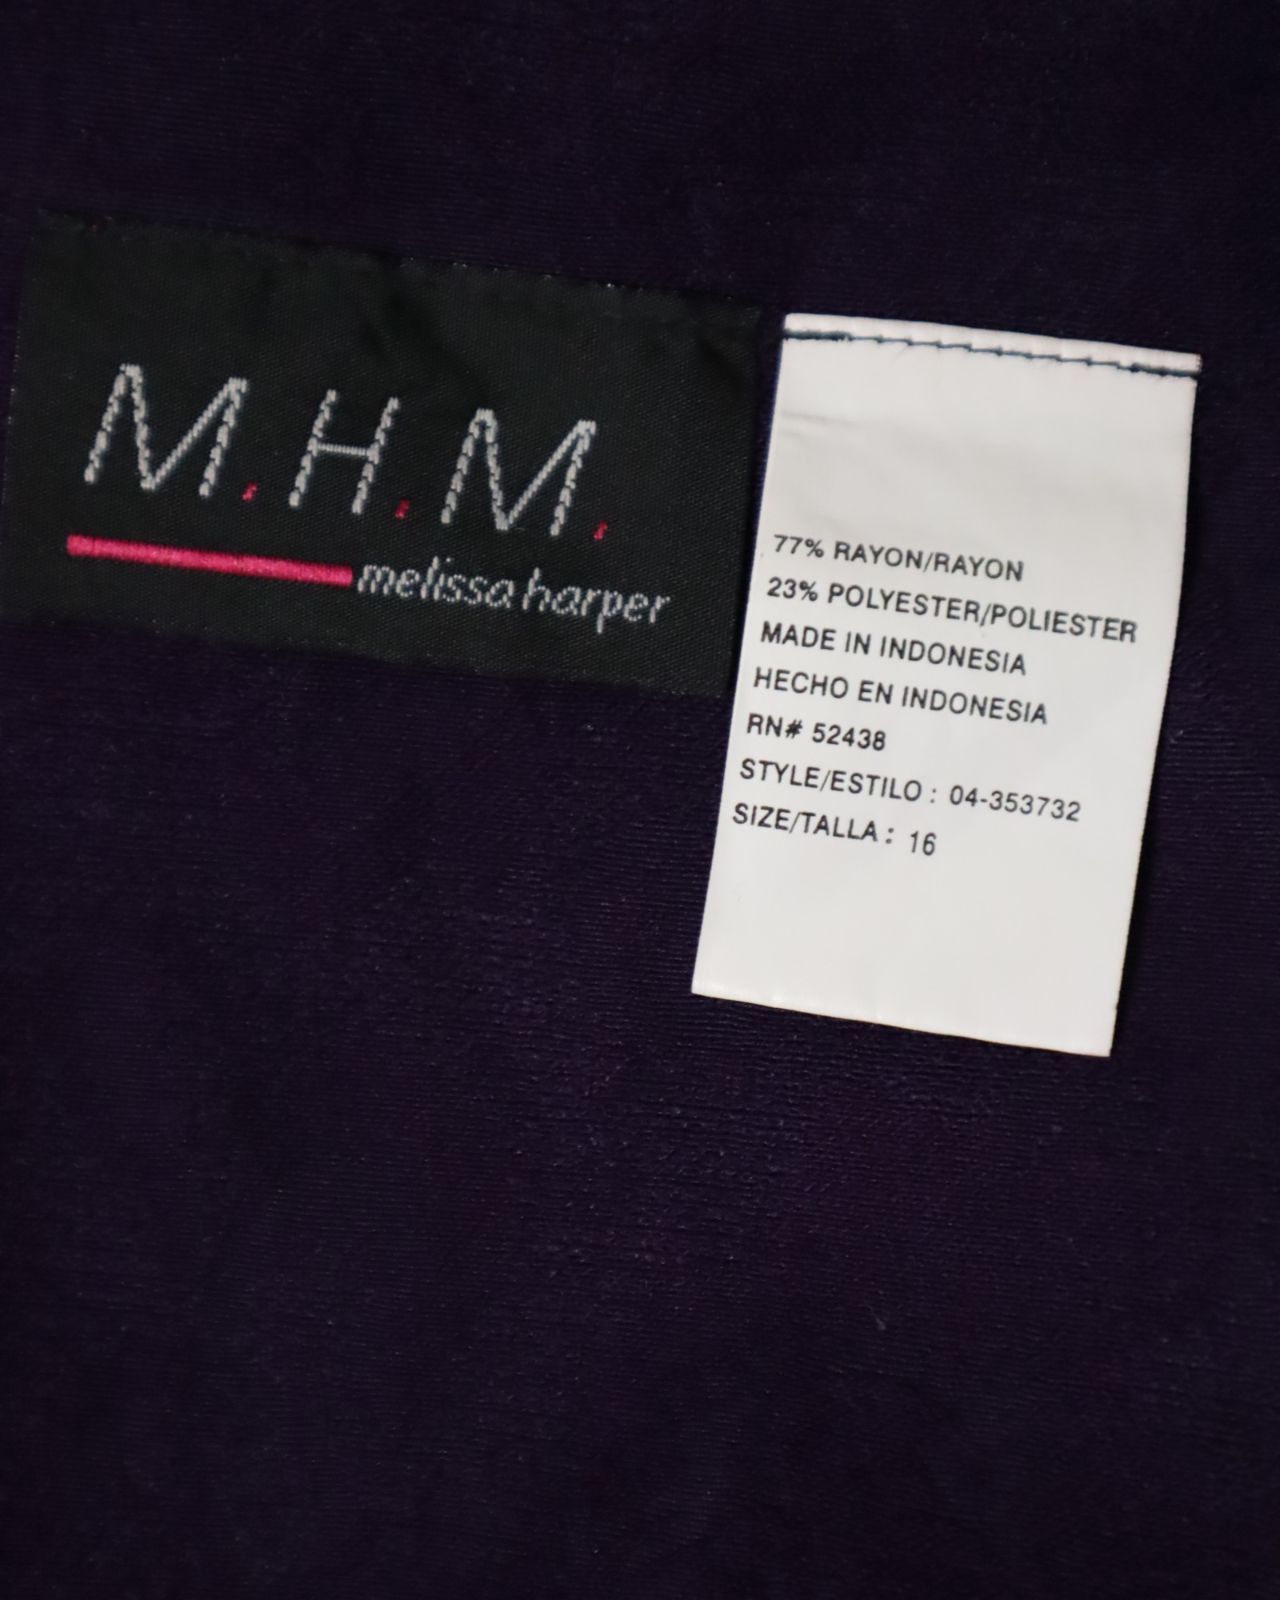 M.H.M.
melissa harper
77% RAYON/RAYON
23% POLYESTER/POLIESTER
MADE IN INDONESIA
HECHO EN INDONESIA
RN# 52438
STYLE/ESTILO : 04-353732
SIZE/TALLA : 16